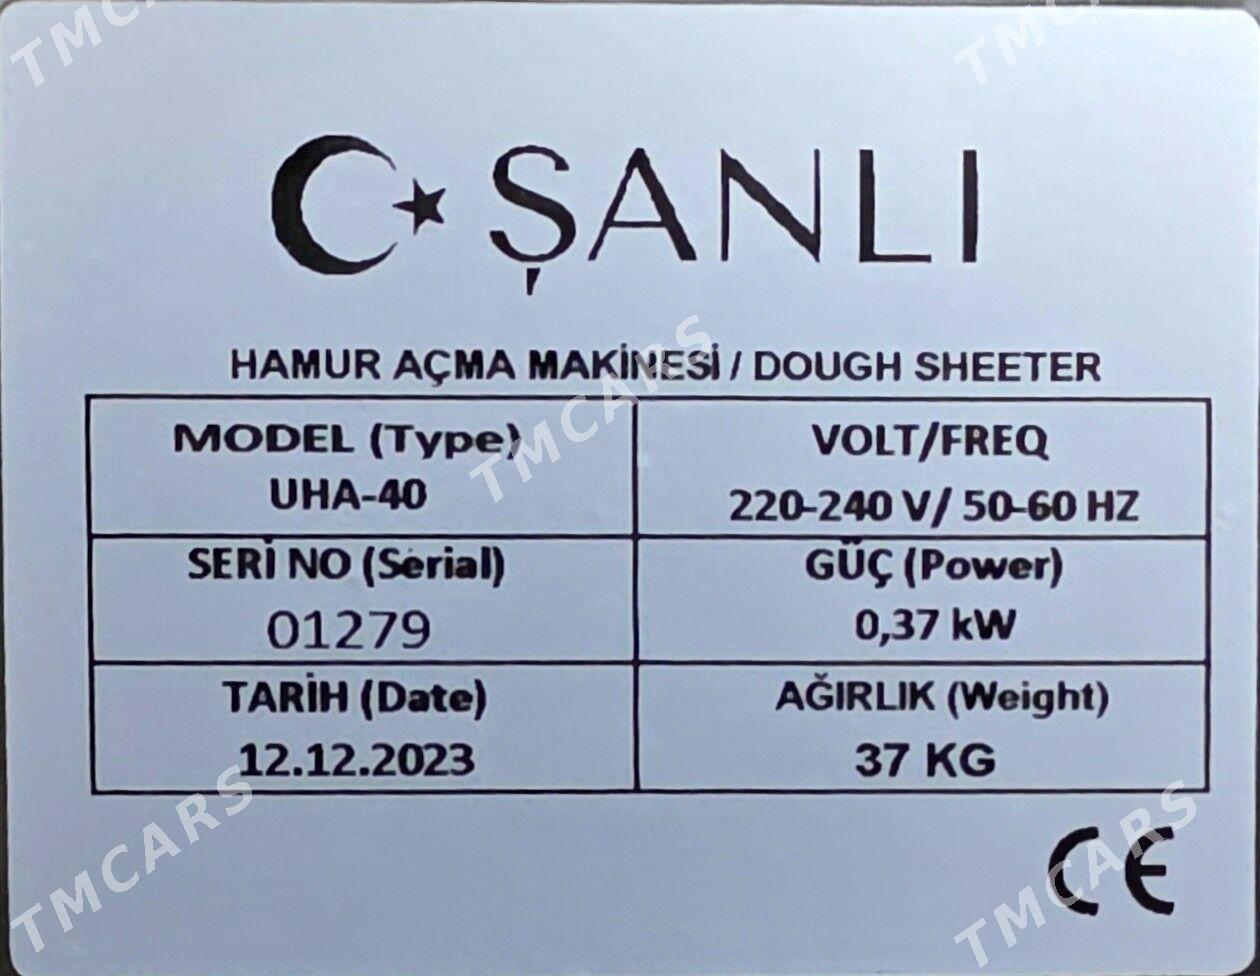 TMCARS
TMCARS
ŞANLI
HAMUR AÇMA MAKİNESİ / DOUGH SHEETER
MODEL (Type)
UHA-40
VOLT/FREQ
220-240 V/ 50-60 HZ
TMCARS
SERİ NO (Serial)
01279
GÜÇ (Power)
0,37 kW
TARİH (Date)
12.12.2023
AĞIRLIK (Weight)
37 KG
CE
TMCARS
TMCARS